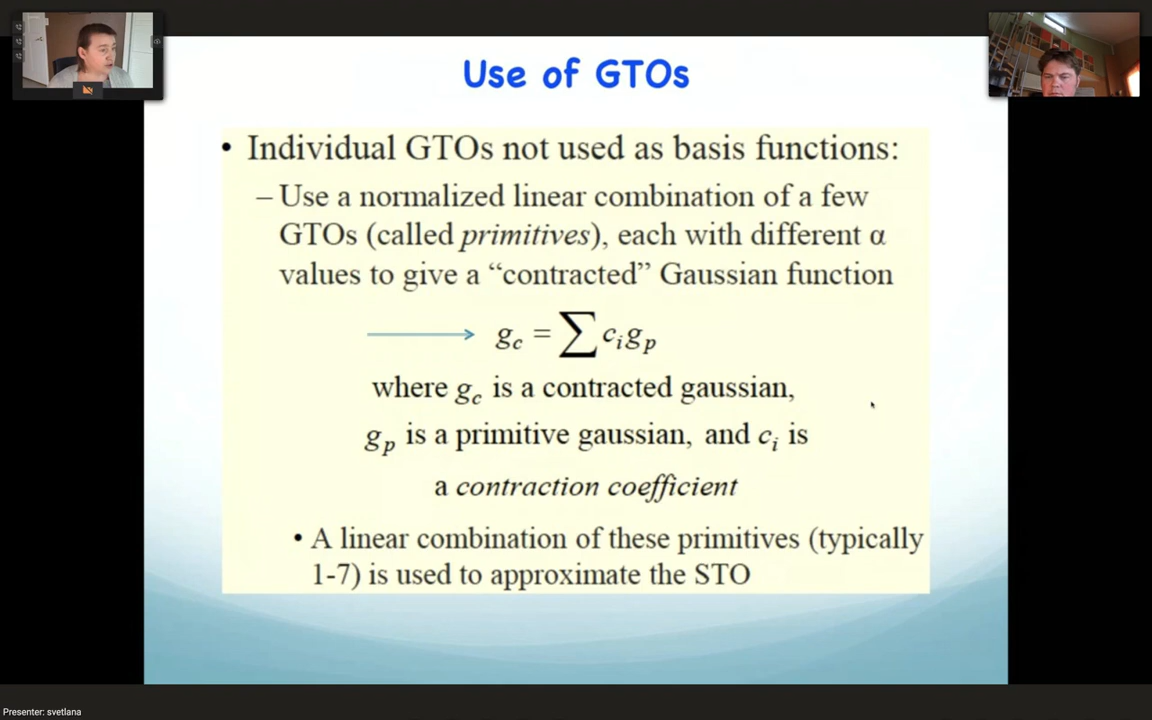 Use of GTOs
• Individual GTOs not used as basis functions:
– Use a normalized linear combination of a few
GTOs (called primitives), each with different α
values to give a “contracted” Gaussian function
g_c = ∑ c_i g_p
where g_c is a contracted gaussian,
g_p is a primitive gaussian, and c_i is
a contraction coefficient
• A linear combination of these primitives (typically
1-7) is used to approximate the STO
Presenter: svetlana